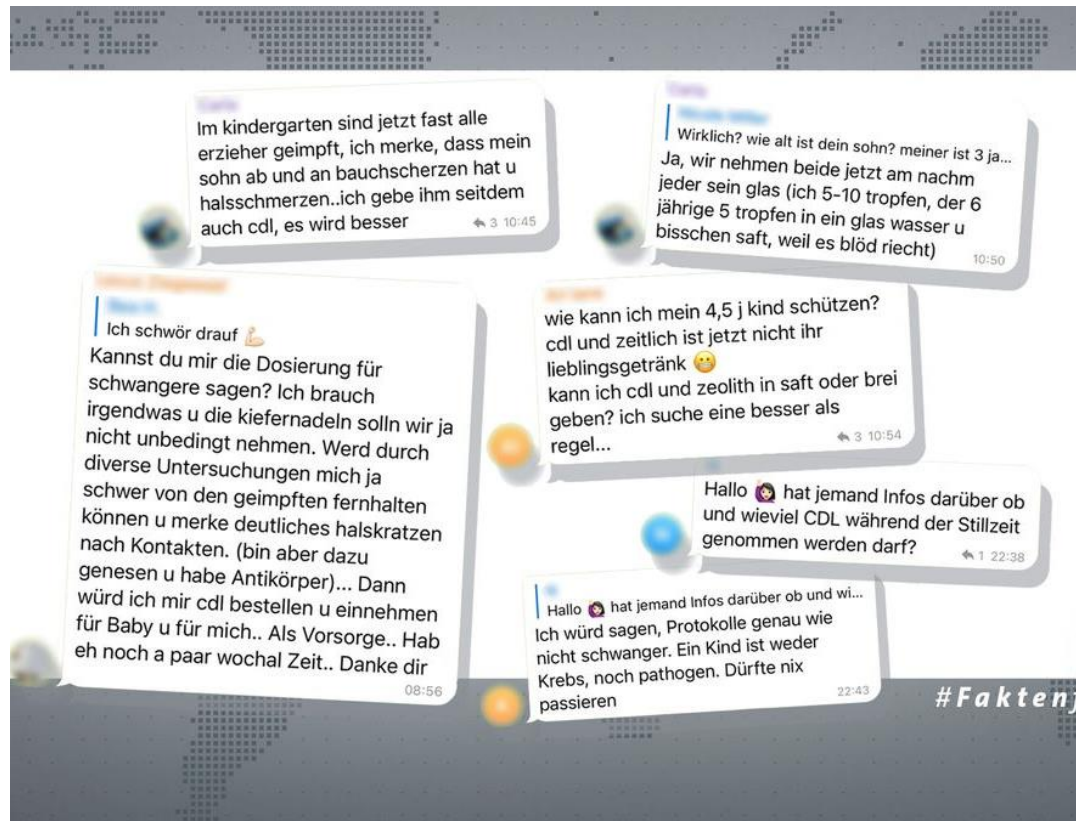 Im kindergarten sind jetzt fast alle
erzieher geimpft, ich merke, dass mein
sohn ab und an bauchscherzen hat u
halsschmerzen..ich gebe ihm seitdem
auch cdl, es wird besser
3 10:45
Wirklich? wie alt ist dein sohn? meiner ist 3 ja...
Ja, wir nehmen beide jetzt am nachm
jeder sein glas (ich 5-10 tropfen, der 6
jährige 5 tropfen in ein glas wasser u
bisschen saft, weil es blöd riecht)
10:50
Ich schwör drauf 💪🏻
Kannst du mir die Dosierung für
schwangere sagen? Ich brauch
irgendwas u die kiefernadeln solln wir ja
nicht unbedingt nehmen. Werd durch
diverse Untersuchungen mich ja
schwer von den geimpften fernhalten
können u merke deutliches halskratzen
nach Kontakten. (bin aber dazu
genesen u habe Antikörper)... Dann
würd ich mir cdl bestellen u einnehmen
für Baby u für mich.. Als Vorsorge.. Hab
eh noch a paar wochal Zeit.. Danke dir
08:56
wie kann ich mein 4,5 j kind schützen?
cdl und zeitlich ist jetzt nicht ihr
lieblingsgetränk 😬
kann ich cdl und zeolith in saft oder brei
geben? ich suche eine besser als
regel...
3 10:54
Hallo 🙋🏻‍♀️ hat jemand Infos darüber ob
und wieviel CDL während der Stillzeit
genommen werden darf?
1 22:38
Hallo 🙋🏻‍♀️ hat jemand Infos darüber ob und wi...
Ich würd sagen, Protokolle genau wie
nicht schwanger. Ein Kind ist weder
Krebs, noch pathogen. Dürfte nix
passieren
22:43